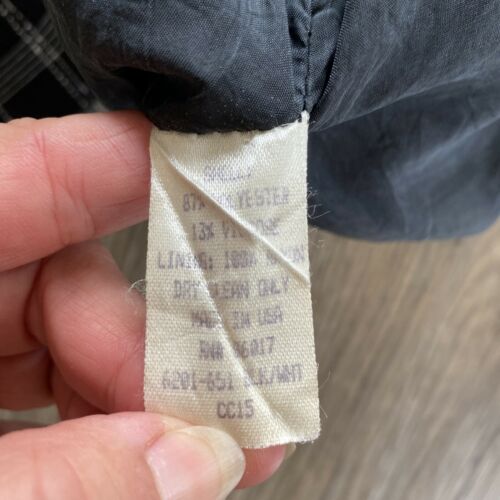 SHELL:
87% POLYESTER
13% VISCOSE
LINING: 100% NYLON
DRY CLEAN ONLY
MADE IN USA
RN#
6201-651 BLK/WHT
CC15